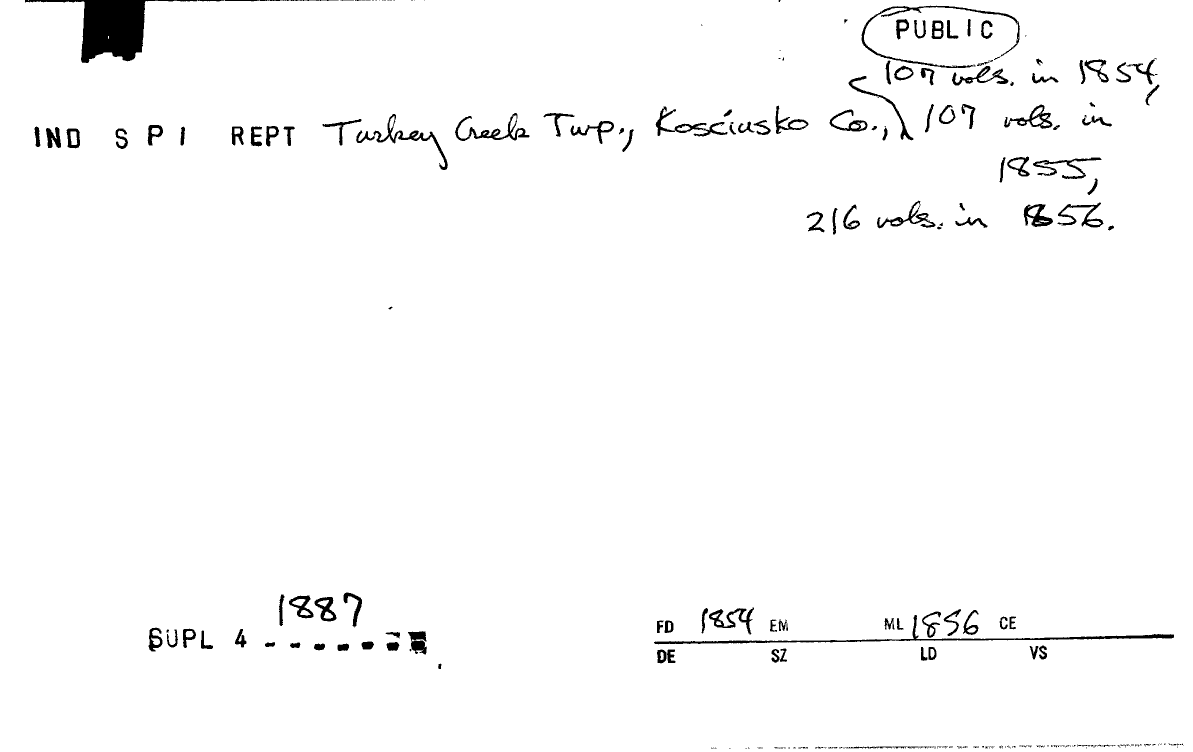 PUBLIC
107 vols. in 1854,
IND S P I REPT Turkey Creek Twp., Kosciusko Co., 107 vols. in
1855,
216 vols. in 1856.
1887
SUPL 4
FD 1854 EM ML 1856 CE
DE SZ LD VS